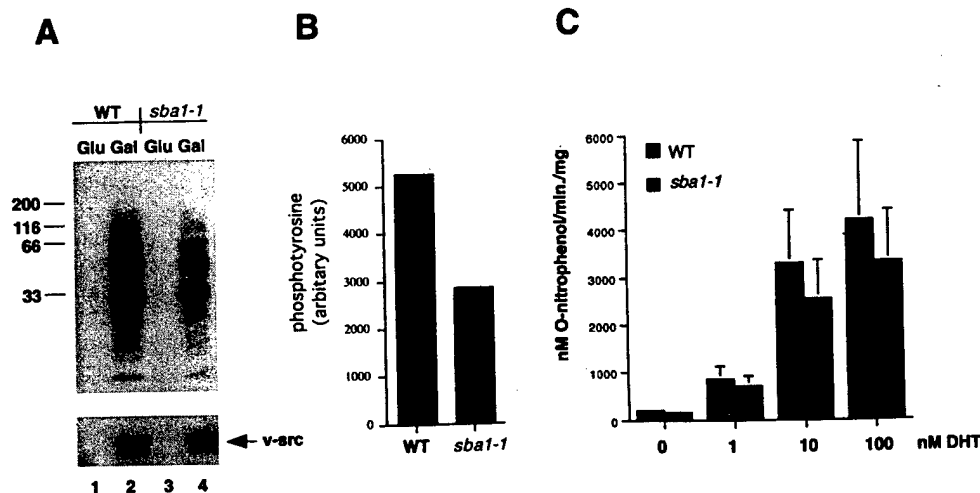 A
WT sba1-1
Glu Gal Glu Gal
200
116
66
33
v-src
1 2 3 4
B
phosphotyrosine
(arbitary units)
6000
5000
4000
3000
2000
1000
0
WT sba1-1
C
nM O-nitrophenol/min./mg.
6000
5000
4000
3000
2000
1000
0
WT
sba1-1
0 1 10 100 nM DHT